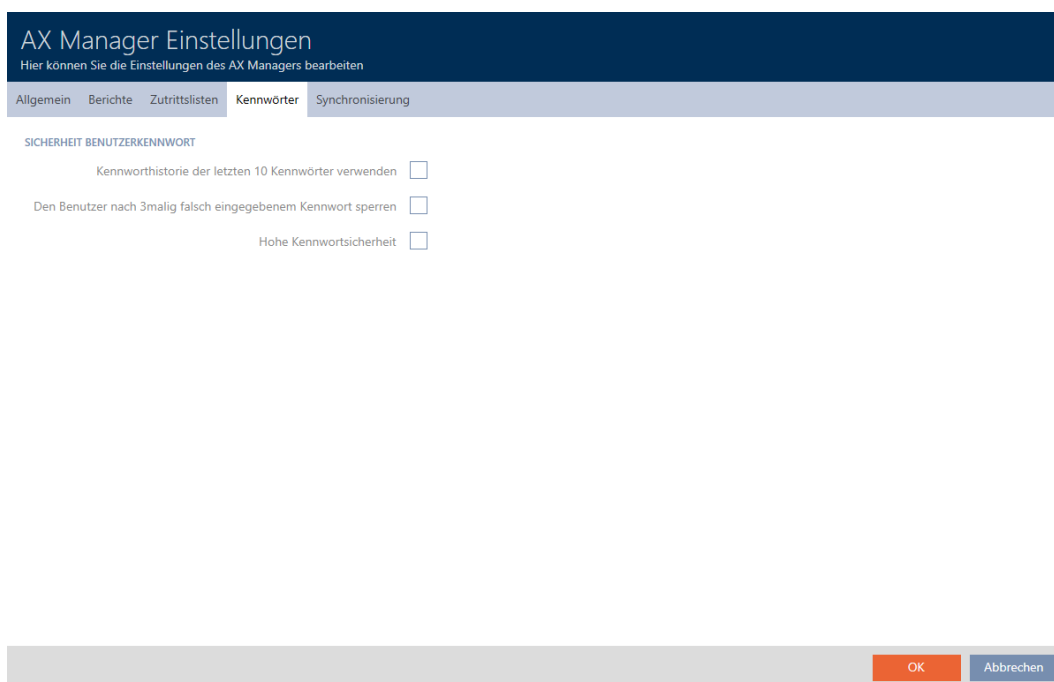 AX Manager Einstellungen
Hier können Sie die Einstellungen des AX Managers bearbeiten
Allgemein Berichte Zutrittslisten Kennwörter Synchronisierung
SICHERHEIT BENUTZERKENNWORT
Kennworthistorie der letzten 10 Kennwörter verwenden
Den Benutzer nach 3malig falsch eingegebenem Kennwort sperren
Hohe Kennwortsicherheit
OK Abbrechen